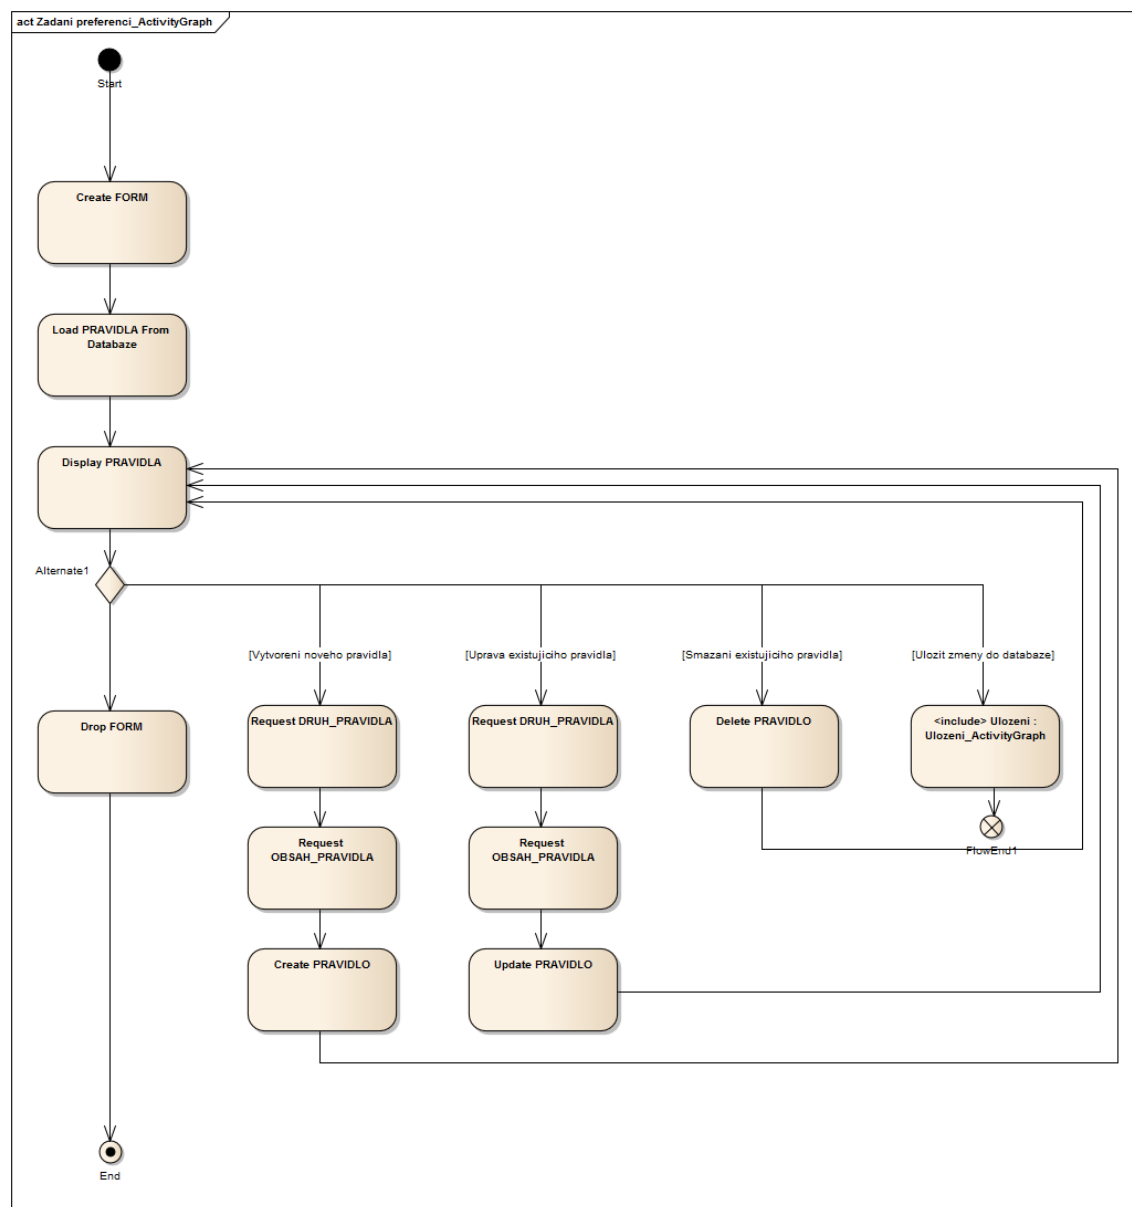 act Zadani preferenci_ActivityGraph
Start
Create FORM
Load PRAVIDLA From
Databaze
Display PRAVIDLA
Alternate1
[Vytvoreni noveho pravidla]
[Uprava existujiciho pravidla]
[Smazani existujiciho pravidla]
[Ulozit zmeny do databaze]
Drop FORM
Request DRUH_PRAVIDLA
Request DRUH_PRAVIDLA
Delete PRAVIDLO
<include> Ulozeni :
Ulozeni_ActivityGraph
Request
OBSAH_PRAVIDLA
Request
OBSAH_PRAVIDLA
FlowEnd1
Create PRAVIDLO
Update PRAVIDLO
End